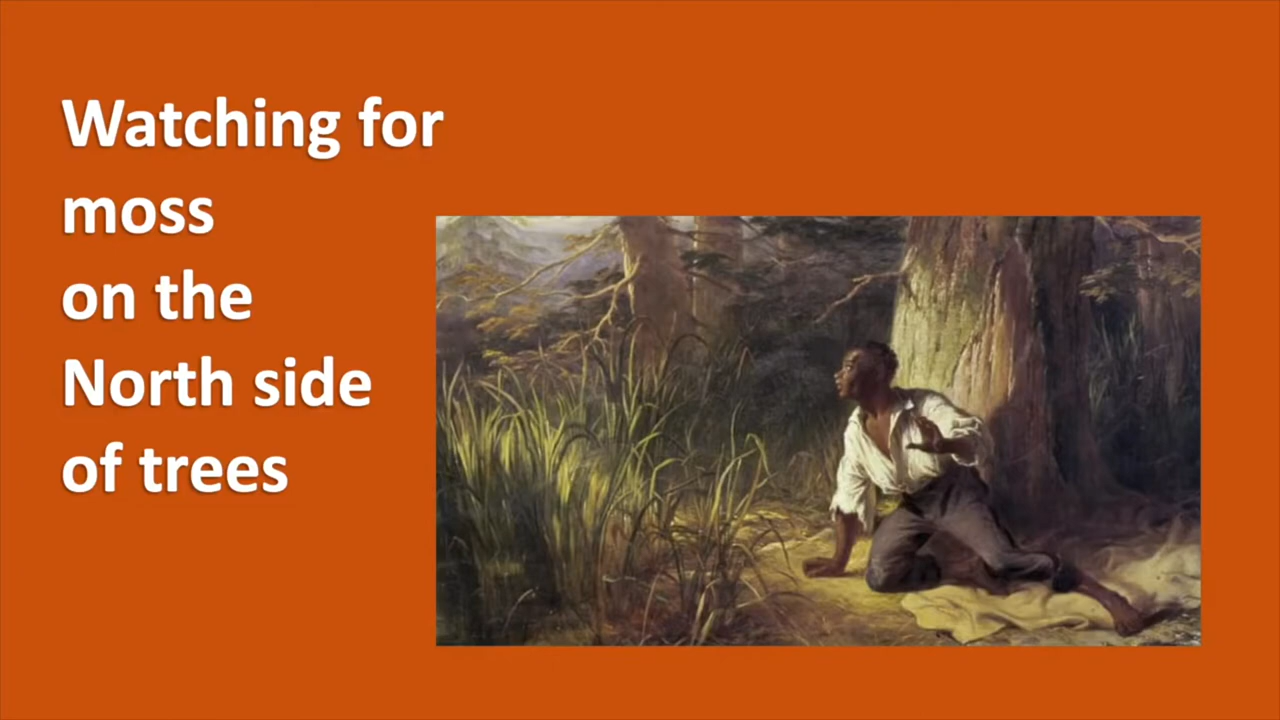 Watching for
moss
on the
North side
of trees